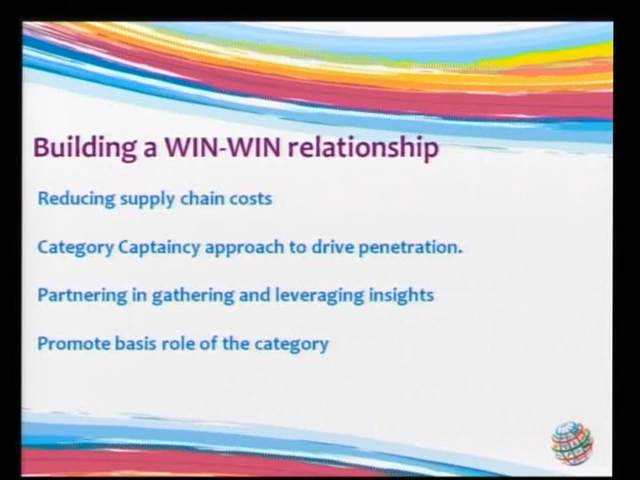 Building a WIN-WIN relationship
Reducing supply chain costs
Category Captaincy approach to drive penetration.
Partnering in gathering and leveraging insights
Promote basis role of the category